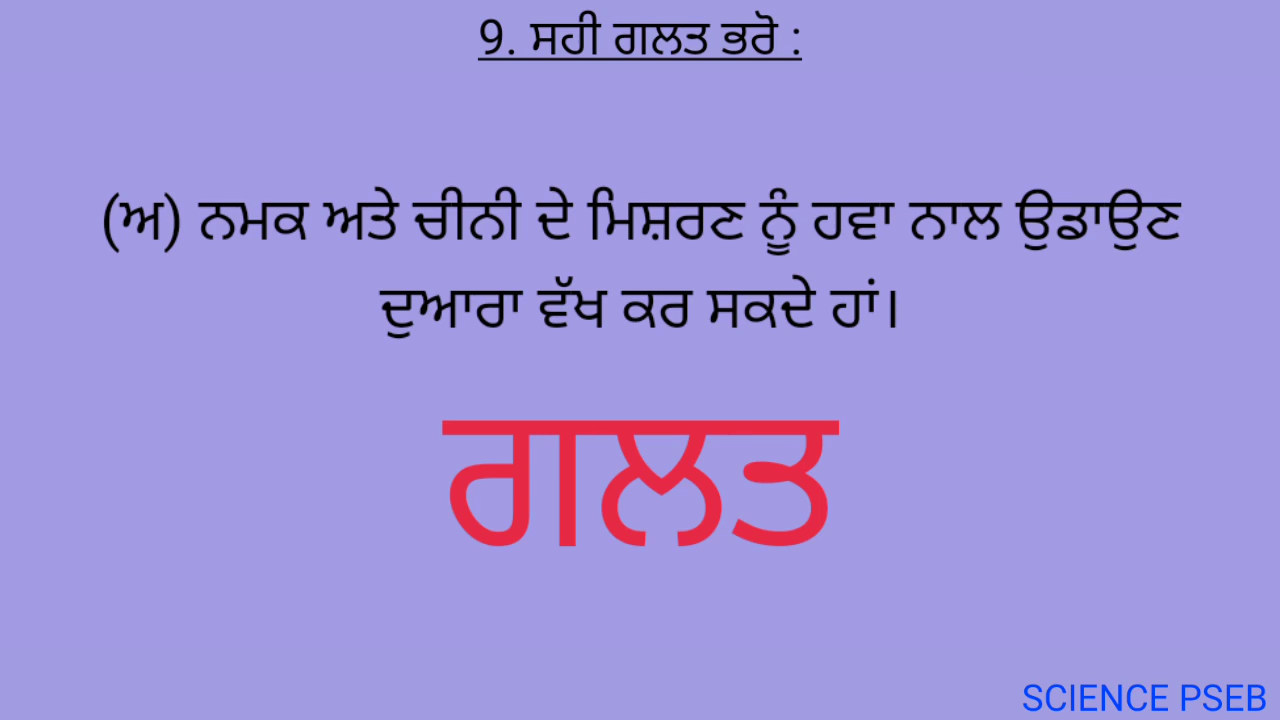 9. ਸਹੀ ਗਲਤ ਭਰੋ :
(ਅ) ਨਮਕ ਅਤੇ ਚੀਨੀ ਦੇ ਮਿਸ਼ਰਣ ਨੂੰ ਹਵਾ ਨਾਲ ਉਡਾਉਣ
ਦੁਆਰਾ ਵੱਖ ਕਰ ਸਕਦੇ ਹਾਂ।
ਗਲਤ
SCIENCE PSEB